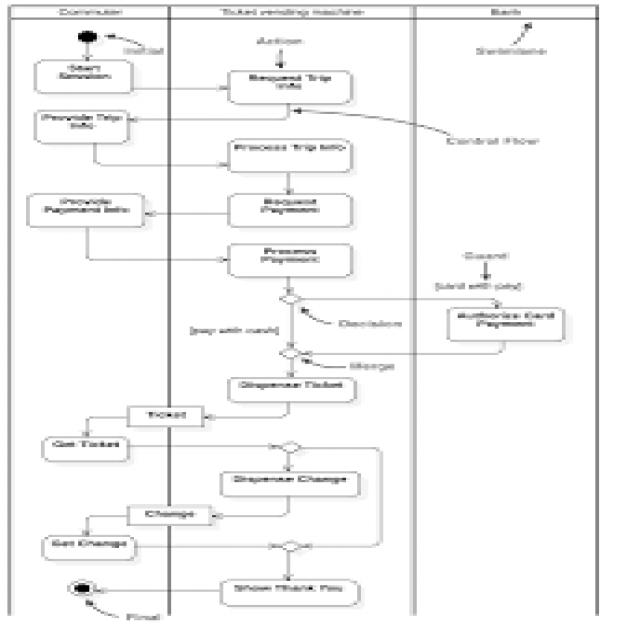 Commuter
Ticket vending machine
Bank
Initial
Action
Swimlane
Start
Session
Request Trip
Info
Provide Trip
Info
Control Flow
Process Trip Info
Provide
Payment Info
Request
Payment
Process
Payment
Guard
[card with pay]
Authorize Card
Payment
Decision
[pay with cash]
Merge
Dispense Ticket
Ticket
Get Ticket
Dispense Change
Change
Get Change
Show Thank You
Final